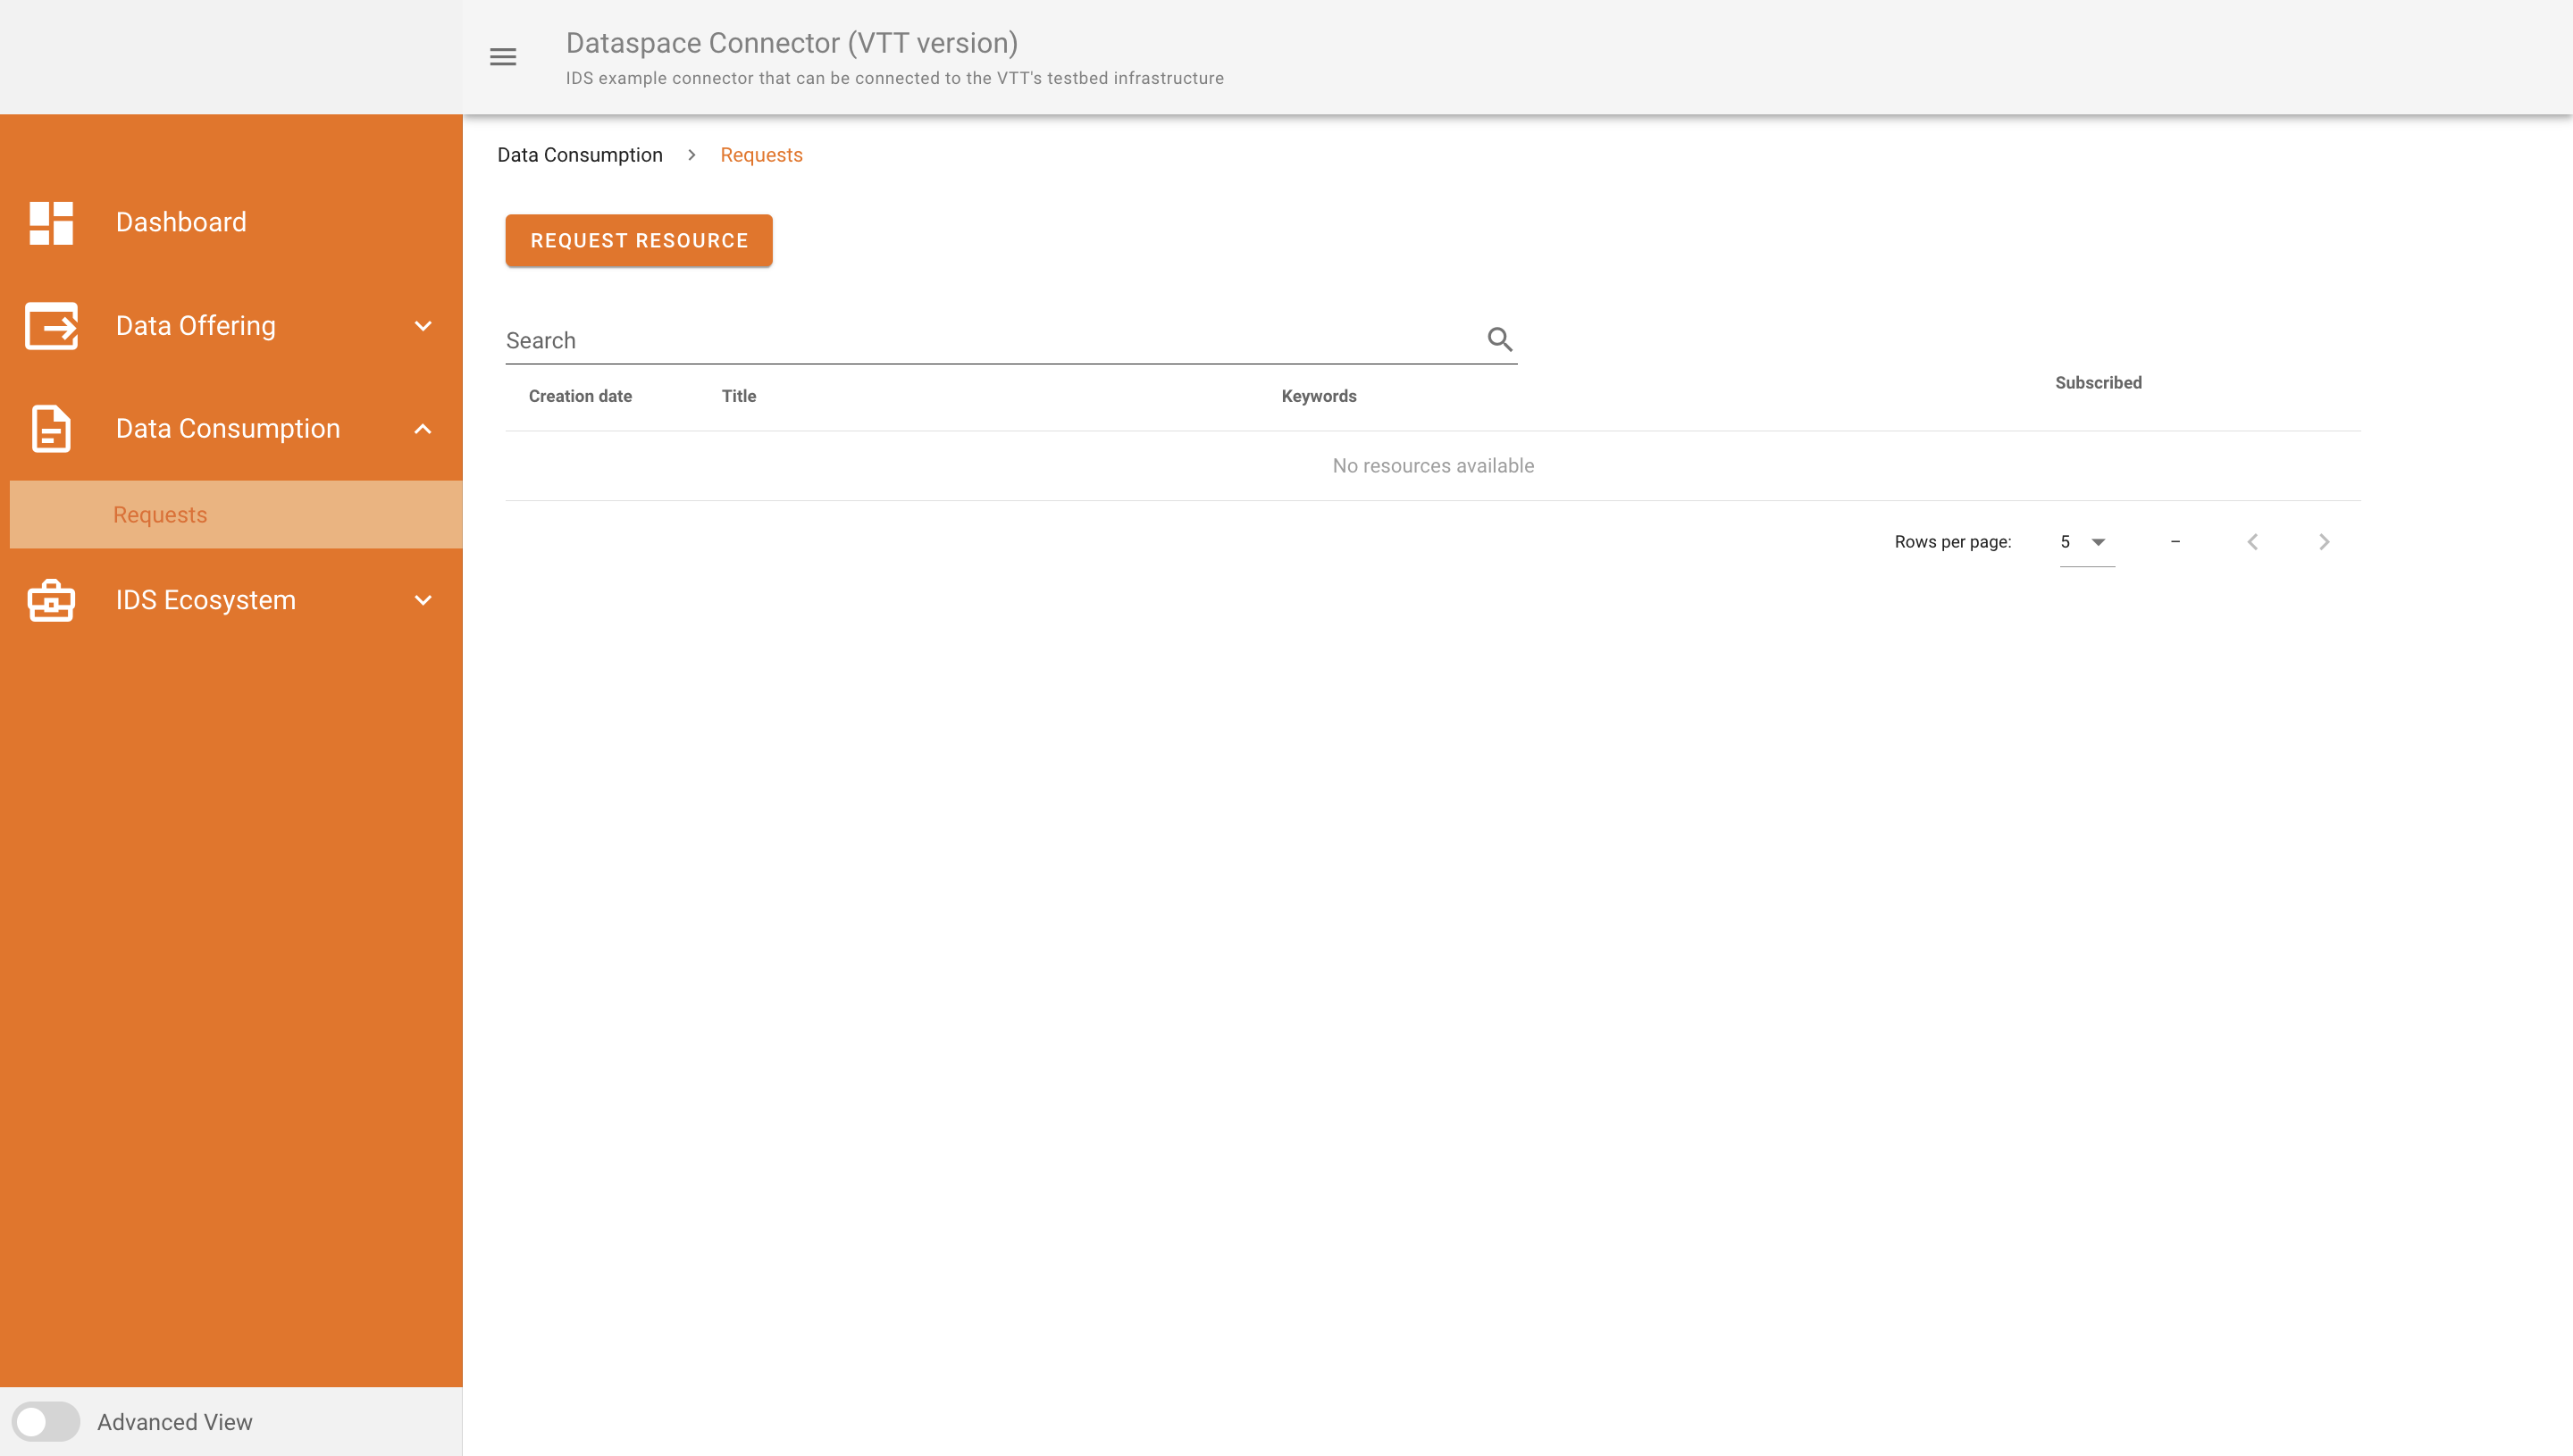 Dataspace Connector (VTT version)
IDS example connector that can be connected to the VTT's testbed infrastructure
Dashboard
Data Offering
Data Consumption
Requests
IDS Ecosystem
Advanced View
Data Consumption > Requests
REQUEST RESOURCE
Search
Creation date Title Keywords Subscribed
No resources available
Rows per page: 5 –